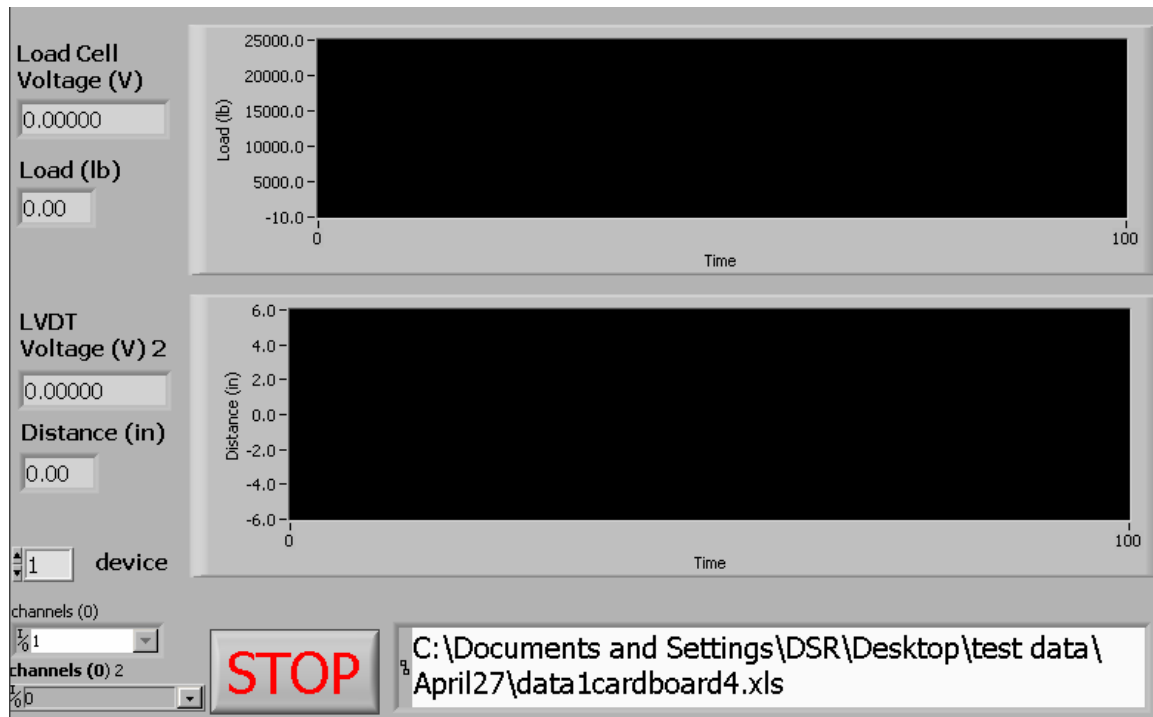 Load Cell
Voltage (V)
0.00000
Load (lb)
0.00
25000.0
20000.0
15000.0
10000.0
5000.0
-10.0
Load (lb)
0
100
Time
LVDT
Voltage (V) 2
0.00000
Distance (in)
0.00
6.0
4.0
2.0
0.0
-2.0
-4.0
-6.0
Distance (in)
0
100
Time
1
device
channels (0)
1
channels (0) 2
0
STOP
C:\Documents and Settings\DSR\Desktop\test data\
April27\data1cardboard4.xls